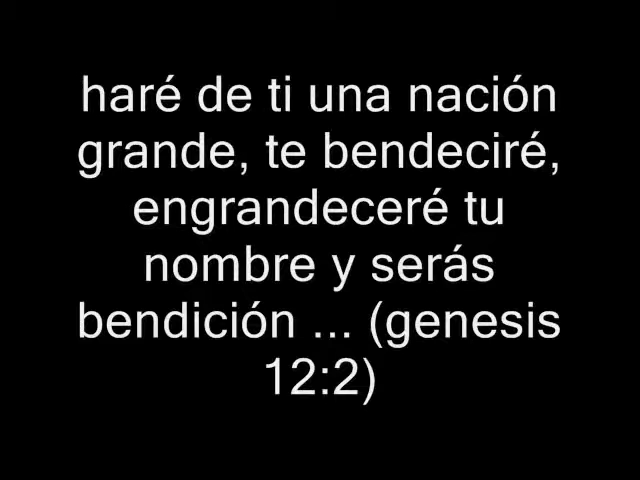 haré de ti una nación
grande, te bendeciré,
engrandeceré tu
nombre y serás
bendición ... (genesis
12:2)